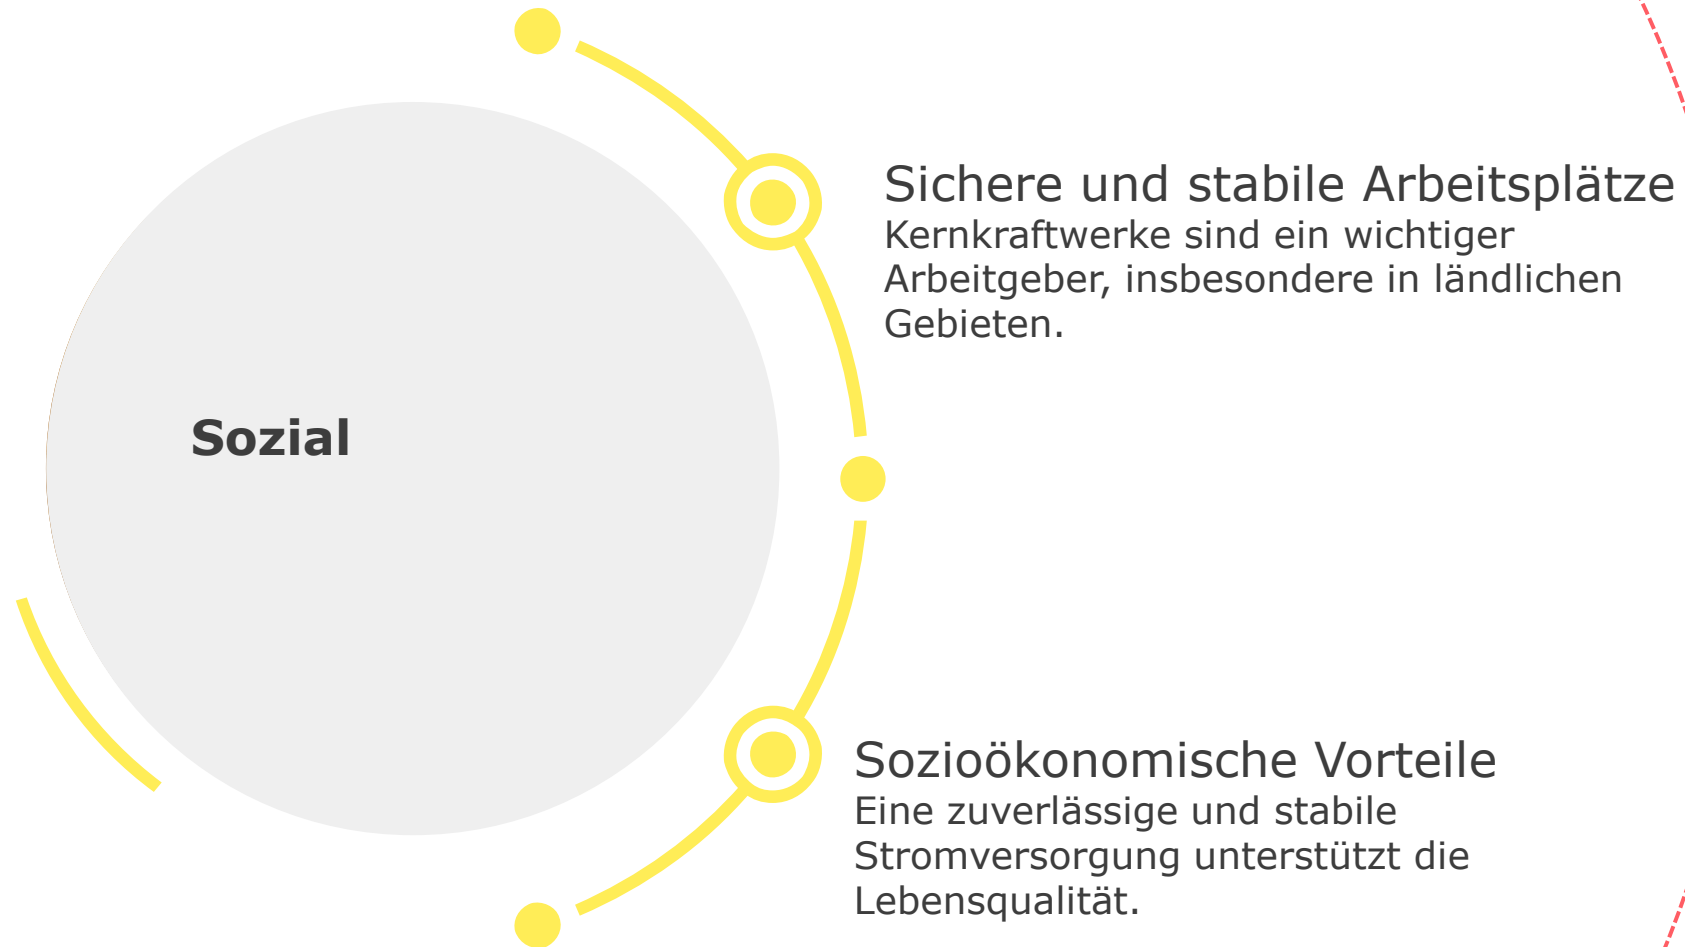 Sichere und stabile Arbeitsplätze
Kernkraftwerke sind ein wichtiger
Arbeitgeber, insbesondere in ländlichen
Gebieten.
Sozial
Sozioökonomische Vorteile
Eine zuverlässige und stabile
Stromversorgung unterstützt die
Lebensqualität.